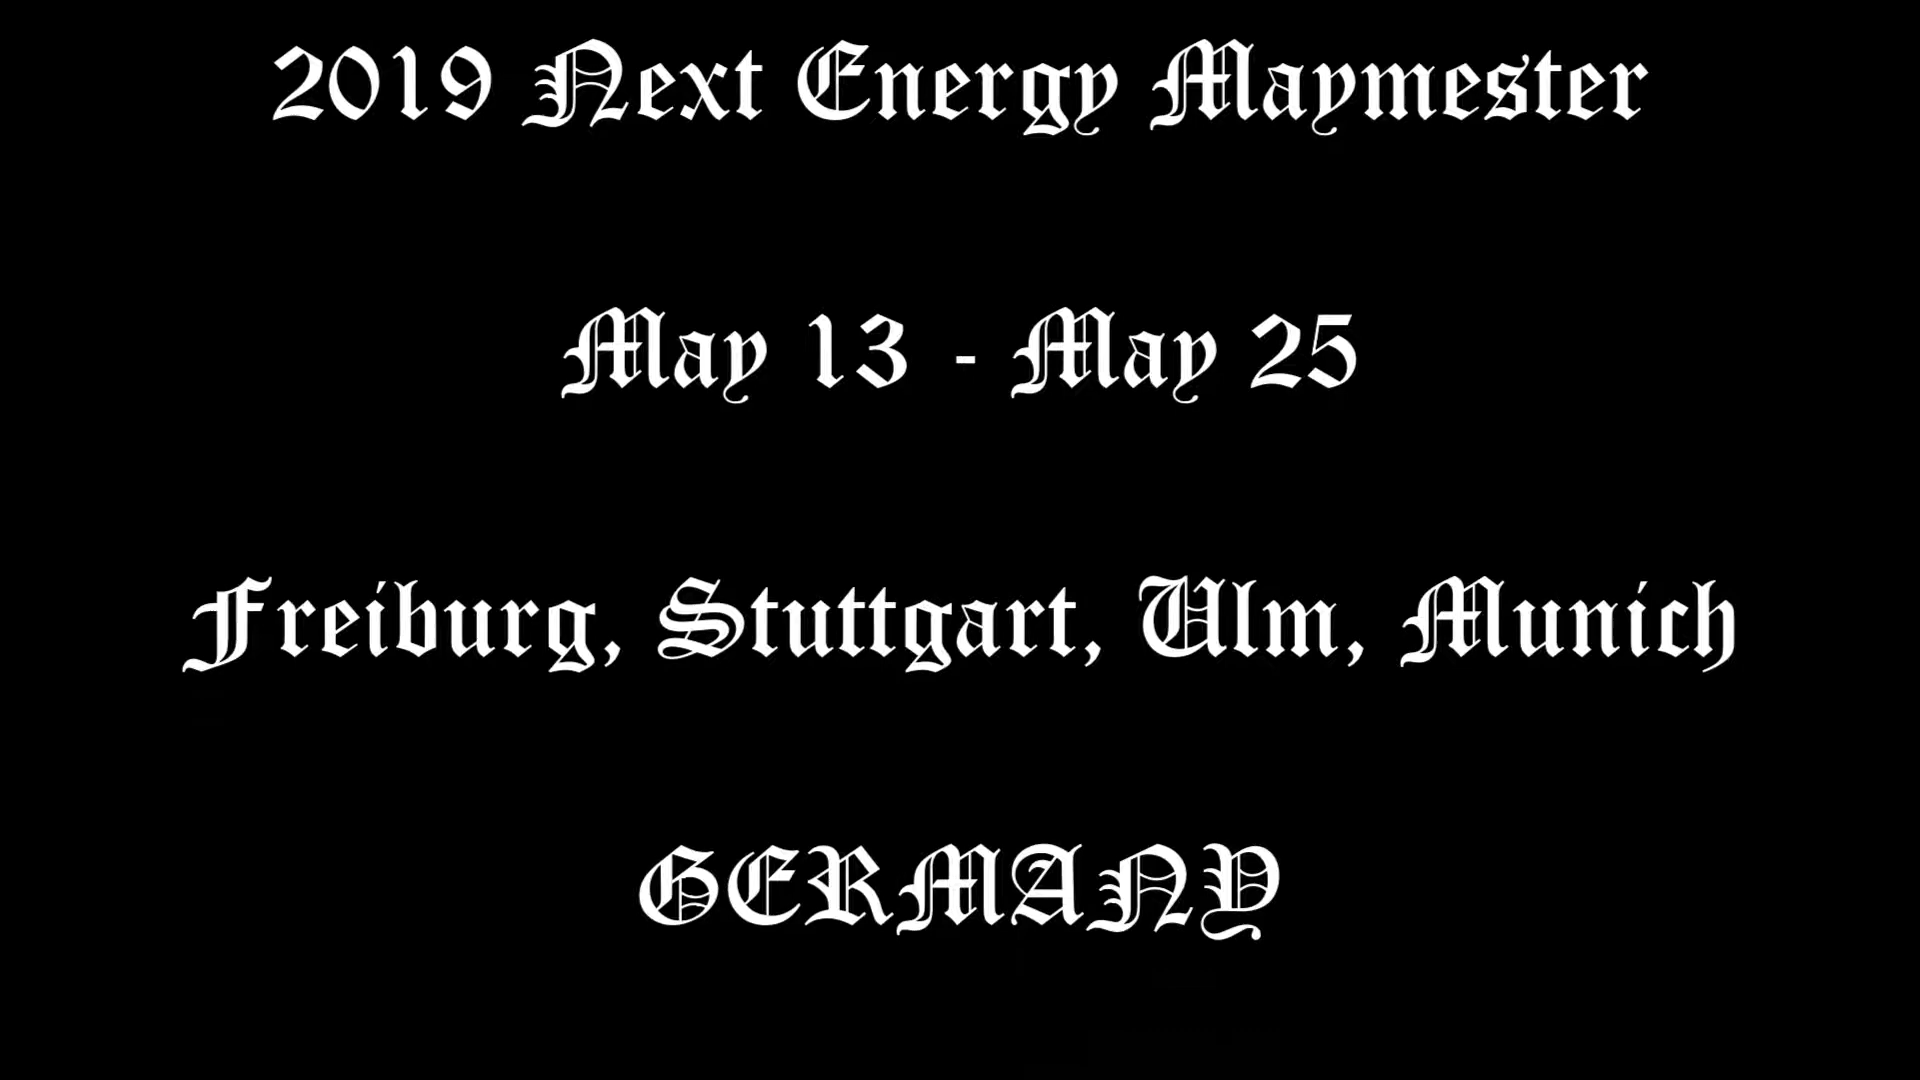 2019 Next Energy Maymester
May 13 - May 25
Freiburg, Stuttgart, Ulm, Munich
GERMANY